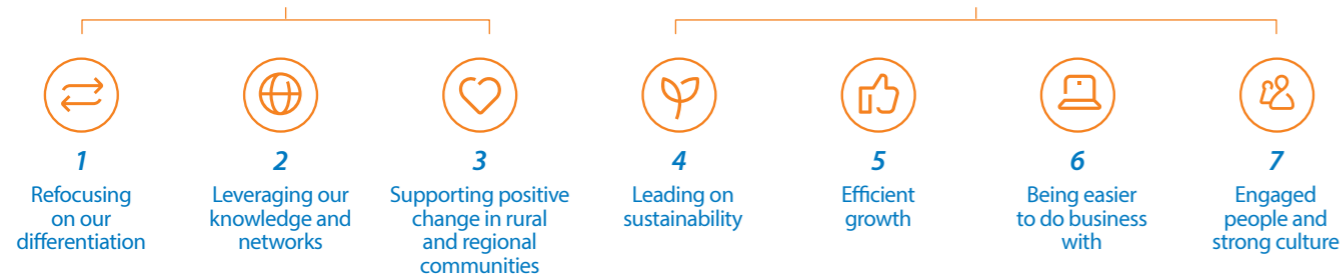 1
Refocusing
on our
differentiation
2
Leveraging our
knowledge and
networks
3
Supporting positive
change in rural
and regional
communities
4
Leading on
sustainability
5
Efficient
growth
6
Being easier
to do business
with
7
Engaged
people and
strong culture